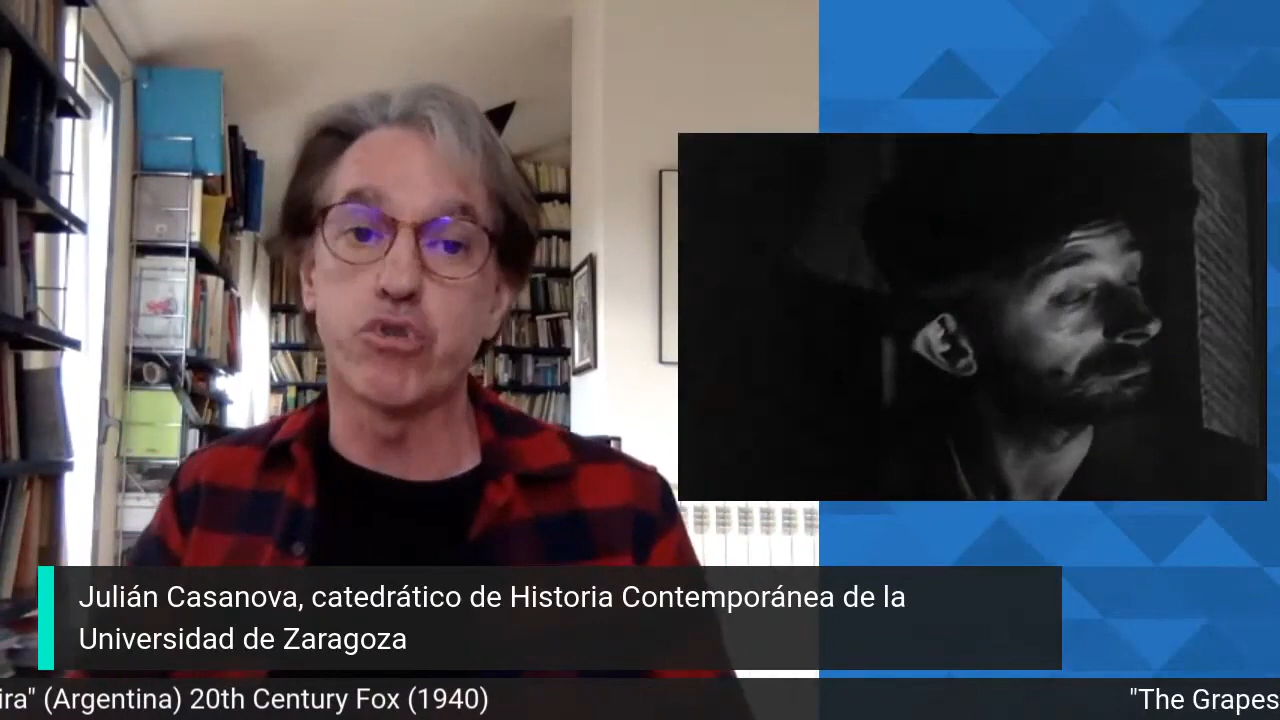 Julián Casanova, catedrático de Historia Contemporánea de la
Universidad de Zaragoza
ira" (Argentina) 20th Century Fox (1940) "The Grapes